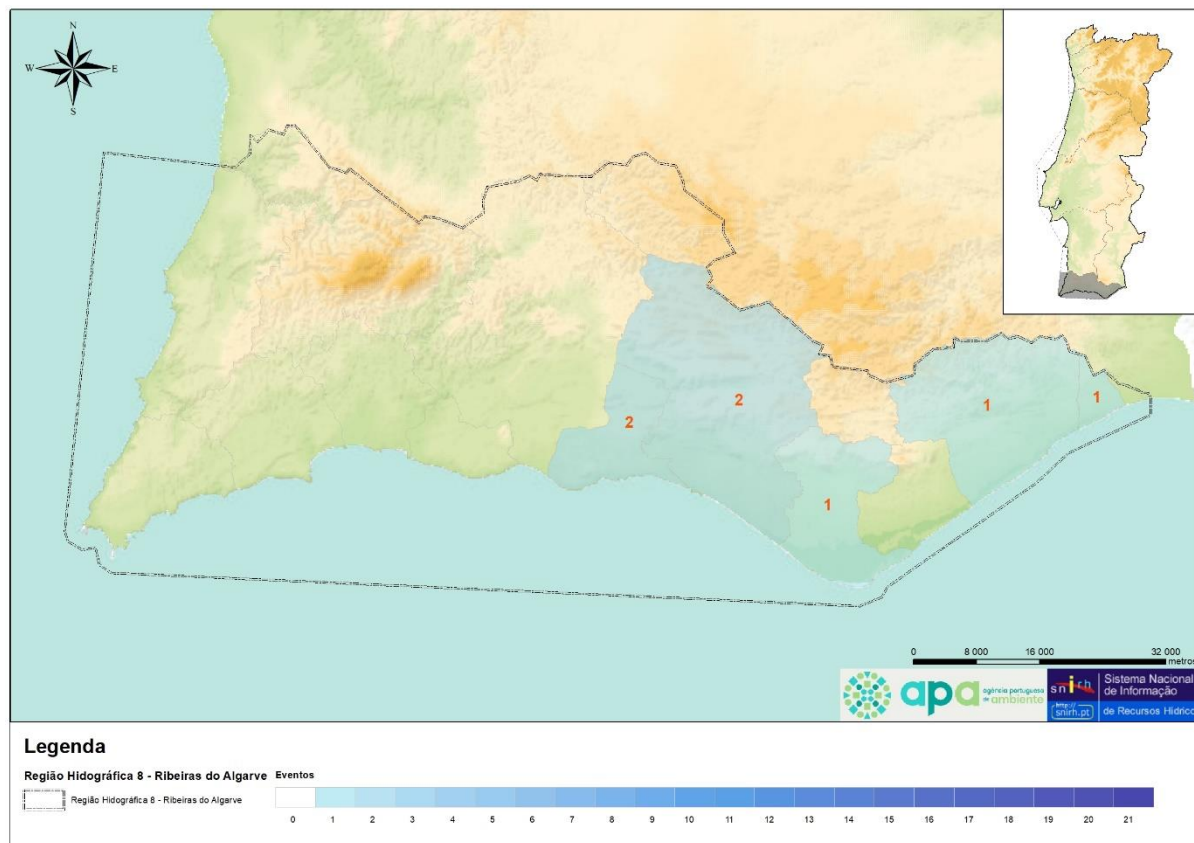 N
W E
S
2
2
1
1
1
0 8 000 16 000 32 000
metros
apa
agência portuguesa
do ambiente
snirh
http://
snirh.pt
Sistema Nacional
de Informação
de Recursos Hídrico
Legenda
Região Hidográfica 8 - Ribeiras do Algarve
Eventos
Região Hidográfica 8 - Ribeiras do Algarve
0 1 2 3 4 5 6 7 8 9 10 11 12 13 14 15 16 17 18 19 20 21